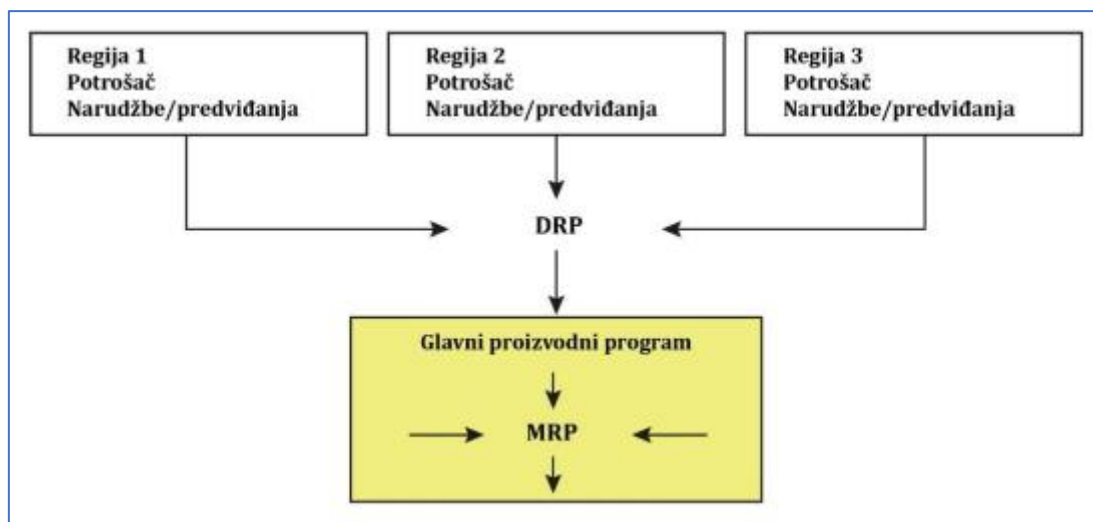 Regija 1
Potrošač
Narudžbe/predviđanja
Regija 2
Potrošač
Narudžbe/predviđanja
Regija 3
Potrošač
Narudžbe/predviđanja
DRP
Glavni proizvodni program
MRP